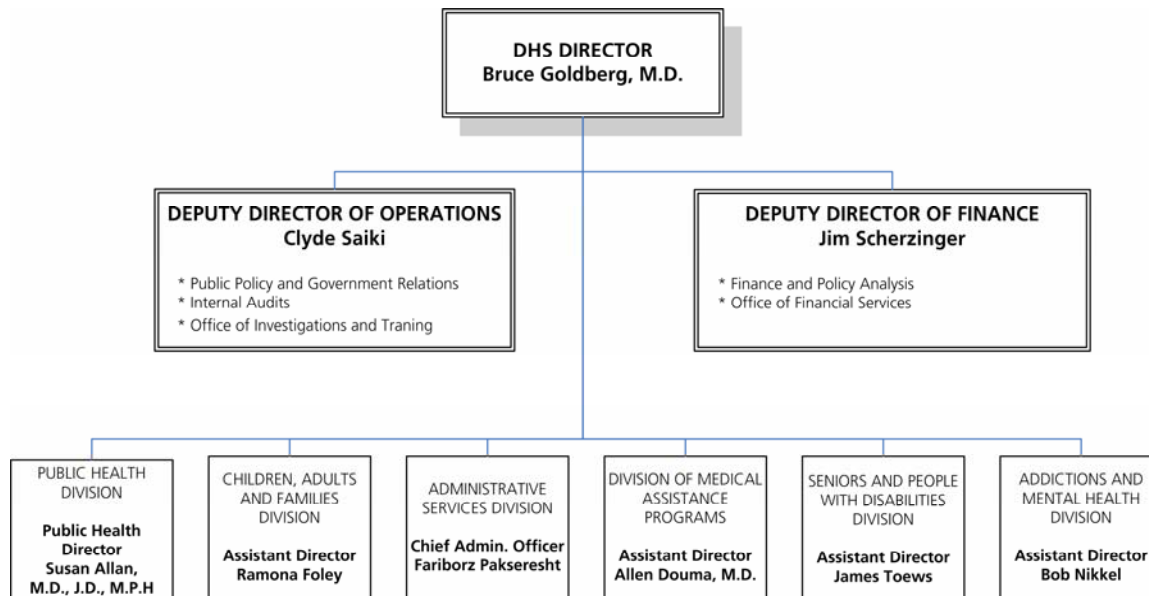 DHS DIRECTOR
Bruce Goldberg, M.D.
DEPUTY DIRECTOR OF OPERATIONS
Clyde Saiki
* Public Policy and Government Relations
* Internal Audits
* Office of Investigations and Traning
DEPUTY DIRECTOR OF FINANCE
Jim Scherzinger
* Finance and Policy Analysis
* Office of Financial Services
PUBLIC HEALTH
DIVISION
Public Health
Director
Susan Allan,
M.D., J.D., M.P.H
CHILDREN, ADULTS
AND FAMILIES
DIVISION
Assistant Director
Ramona Foley
ADMINISTRATIVE
SERVICES DIVISION
Chief Admin. Officer
Fariborz Pakseresht
DIVISION OF MEDICAL
ASSISTANCE
PROGRAMS
Assistant Director
Allen Douma, M.D.
SENIORS AND PEOPLE
WITH DISABILITIES
DIVISION
Assistant Director
James Toews
ADDICTIONS AND
MENTAL HEALTH
DIVISION
Assistant Director
Bob Nikkel